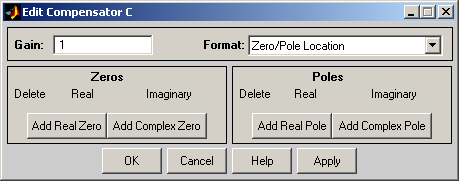 Edit Compensator C
Gain: 1 Format: Zero/Pole Location
Zeros Poles
Delete Real Imaginary Delete Real Imaginary
Add Real Zero Add Complex Zero Add Real Pole Add Complex Pole
OK Cancel Help Apply